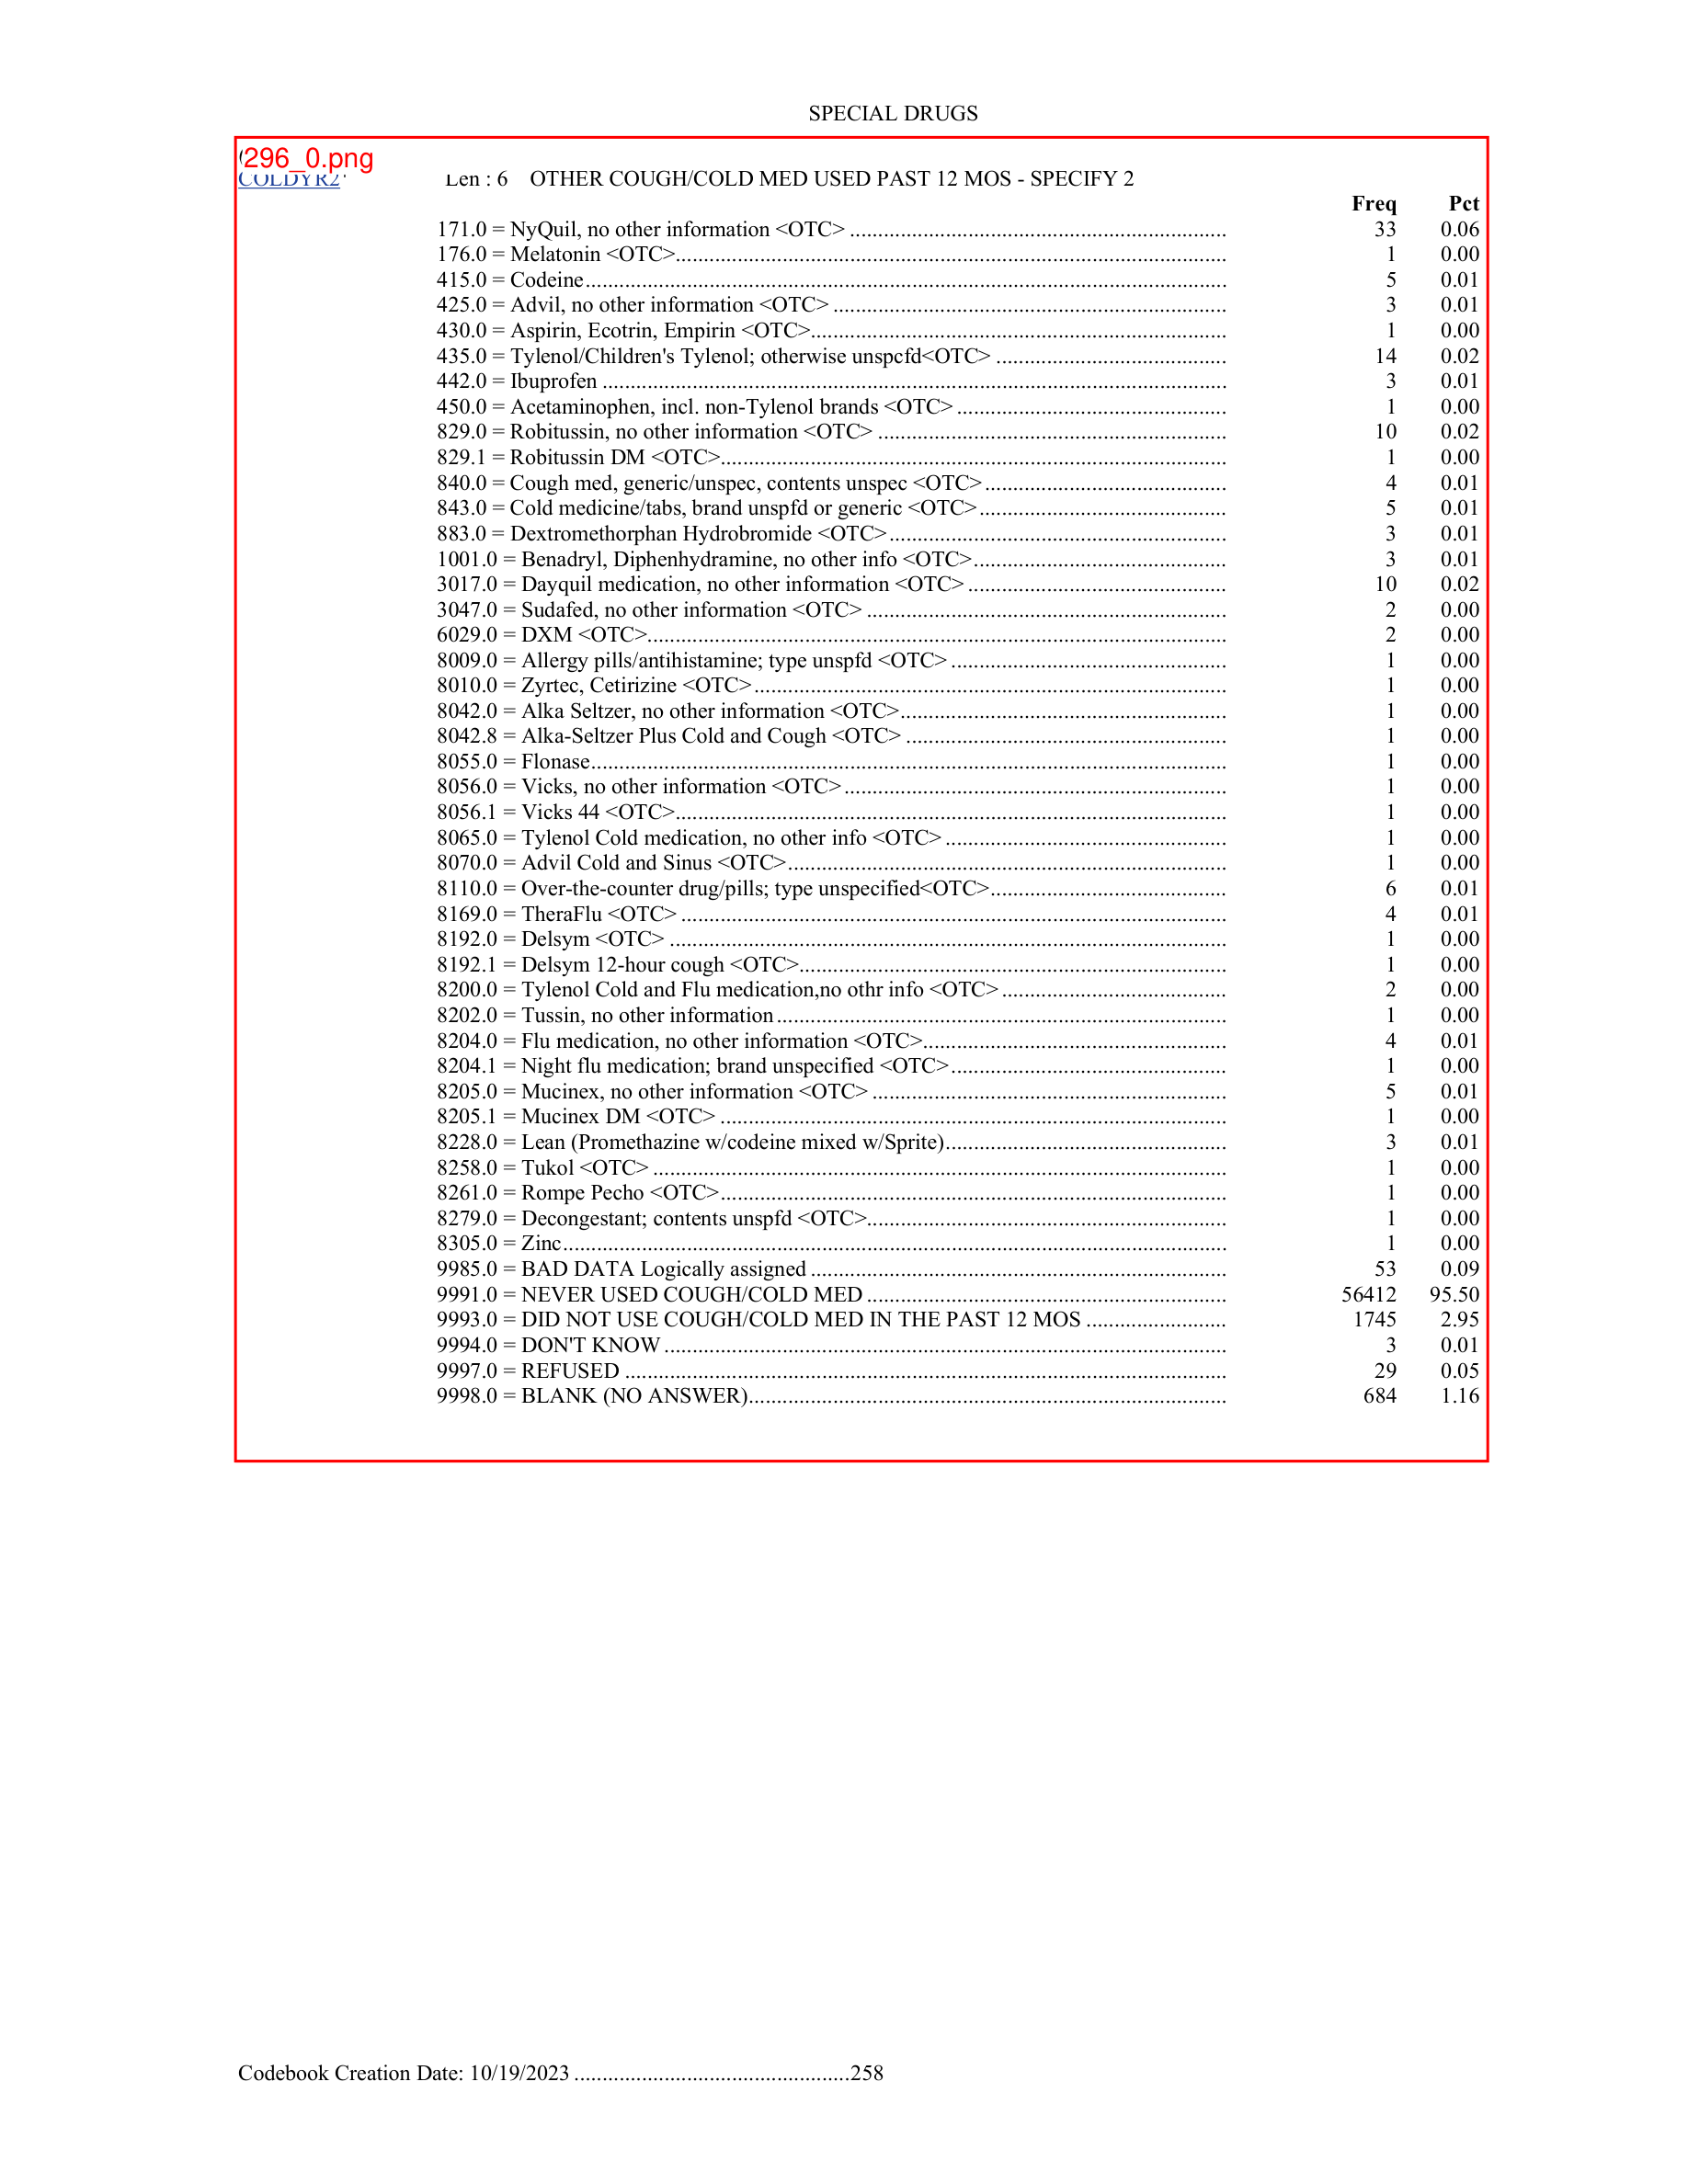 SPECIAL DRUGS
296_0.png
COLDYR2 Len : 6 OTHER COUGH/COLD MED USED PAST 12 MOS - SPECIFY 2
Freq Pct
171.0 = NyQuil, no other information <OTC> ................................................................... 33 0.06
176.0 = Melatonin <OTC>.................................................................................................. 1 0.00
415.0 = Codeine.................................................................................................................. 5 0.01
425.0 = Advil, no other information <OTC> ...................................................................... 3 0.01
430.0 = Aspirin, Ecotrin, Empirin <OTC>.......................................................................... 1 0.00
435.0 = Tylenol/Children's Tylenol; otherwise unspcfd<OTC> ......................................... 14 0.02
442.0 = Ibuprofen ............................................................................................................... 3 0.01
450.0 = Acetaminophen, incl. non-Tylenol brands <OTC> ................................................ 1 0.00
829.0 = Robitussin, no other information <OTC> .............................................................. 10 0.02
829.1 = Robitussin DM <OTC>.......................................................................................... 1 0.00
840.0 = Cough med, generic/unspec, contents unspec <OTC> ........................................... 4 0.01
843.0 = Cold medicine/tabs, brand unspfd or generic <OTC>............................................ 5 0.01
883.0 = Dextromethorphan Hydrobromide <OTC>............................................................ 3 0.01
1001.0 = Benadryl, Diphenhydramine, no other info <OTC>............................................. 3 0.01
3017.0 = Dayquil medication, no other information <OTC> .............................................. 10 0.02
3047.0 = Sudafed, no other information <OTC> ................................................................ 2 0.00
6029.0 = DXM <OTC>....................................................................................................... 2 0.00
8009.0 = Allergy pills/antihistamine; type unspfd <OTC> ................................................. 1 0.00
8010.0 = Zyrtec, Cetirizine <OTC> .................................................................................... 1 0.00
8042.0 = Alka Seltzer, no other information <OTC>.......................................................... 1 0.00
8042.8 = Alka-Seltzer Plus Cold and Cough <OTC> ......................................................... 1 0.00
8055.0 = Flonase................................................................................................................. 1 0.00
8056.0 = Vicks, no other information <OTC> .................................................................... 1 0.00
8056.1 = Vicks 44 <OTC>.................................................................................................. 1 0.00
8065.0 = Tylenol Cold medication, no other info <OTC> .................................................. 1 0.00
8070.0 = Advil Cold and Sinus <OTC>.............................................................................. 1 0.00
8110.0 = Over-the-counter drug/pills; type unspecified<OTC>.......................................... 6 0.01
8169.0 = TheraFlu <OTC> ................................................................................................. 4 0.01
8192.0 = Delsym <OTC> ................................................................................................... 1 0.00
8192.1 = Delsym 12-hour cough <OTC>............................................................................ 1 0.00
8200.0 = Tylenol Cold and Flu medication,no othr info <OTC> ........................................ 2 0.00
8202.0 = Tussin, no other information ................................................................................ 1 0.00
8204.0 = Flu medication, no other information <OTC>...................................................... 4 0.01
8204.1 = Night flu medication; brand unspecified <OTC>................................................. 1 0.00
8205.0 = Mucinex, no other information <OTC> ............................................................... 5 0.01
8205.1 = Mucinex DM <OTC> .......................................................................................... 1 0.00
8228.0 = Lean (Promethazine w/codeine mixed w/Sprite).................................................. 3 0.01
8258.0 = Tukol <OTC> ...................................................................................................... 1 0.00
8261.0 = Rompe Pecho <OTC>.......................................................................................... 1 0.00
8279.0 = Decongestant; contents unspfd <OTC>................................................................ 1 0.00
8305.0 = Zinc...................................................................................................................... 1 0.00
9985.0 = BAD DATA Logically assigned .......................................................................... 53 0.09
9991.0 = NEVER USED COUGH/COLD MED ................................................................ 56412 95.50
9993.0 = DID NOT USE COUGH/COLD MED IN THE PAST 12 MOS ......................... 1745 2.95
9994.0 = DON'T KNOW .................................................................................................... 3 0.01
9997.0 = REFUSED ........................................................................................................... 29 0.05
9998.0 = BLANK (NO ANSWER)..................................................................................... 684 1.16
Codebook Creation Date: 10/19/2023 .................................................258